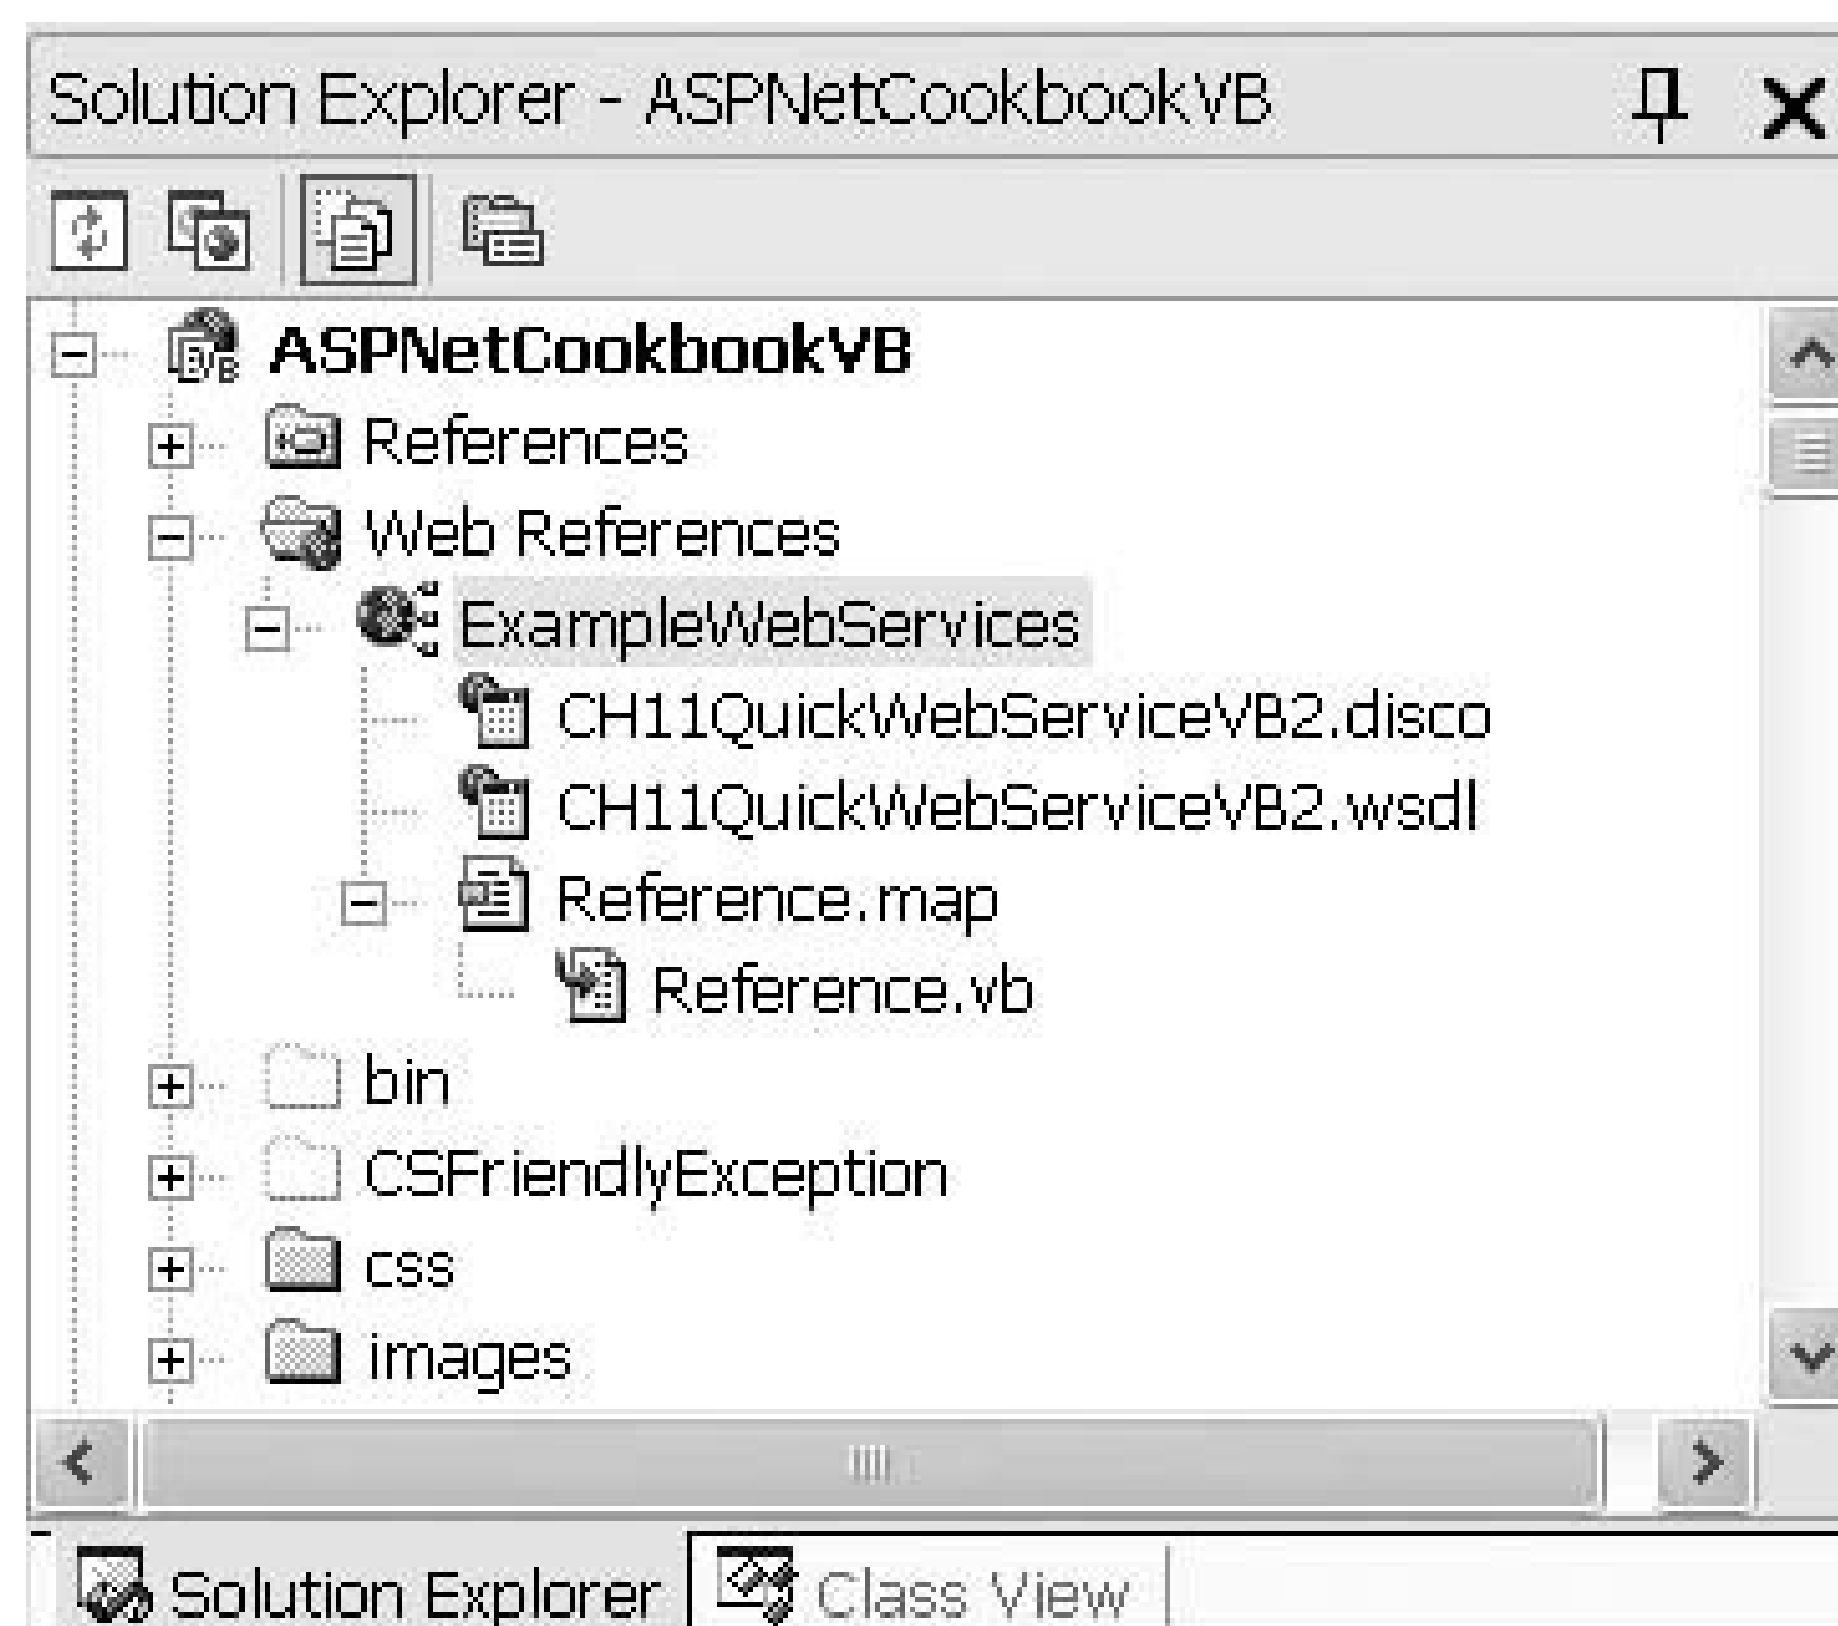 Solution Explorer - ASPNetCookbookVB
ASPNetCookbookVB
References
Web References
ExampleWebServices
CH11QuickWebServiceVB2.disco
CH11QuickWebServiceVB2.wsdl
Reference.map
Reference.vb
bin
CSFriendlyException
css
images
Solution Explorer
Class View